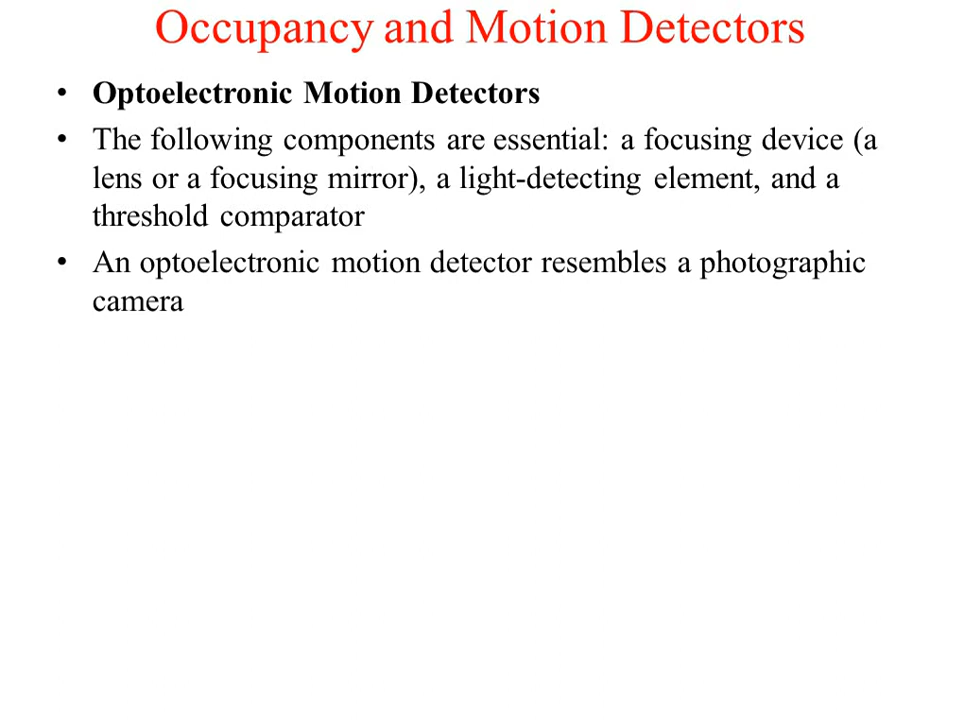 Occupancy and Motion Detectors
• Optoelectronic Motion Detectors
• The following components are essential: a focusing device (a
lens or a focusing mirror), a light-detecting element, and a
threshold comparator
• An optoelectronic motion detector resembles a photographic
camera